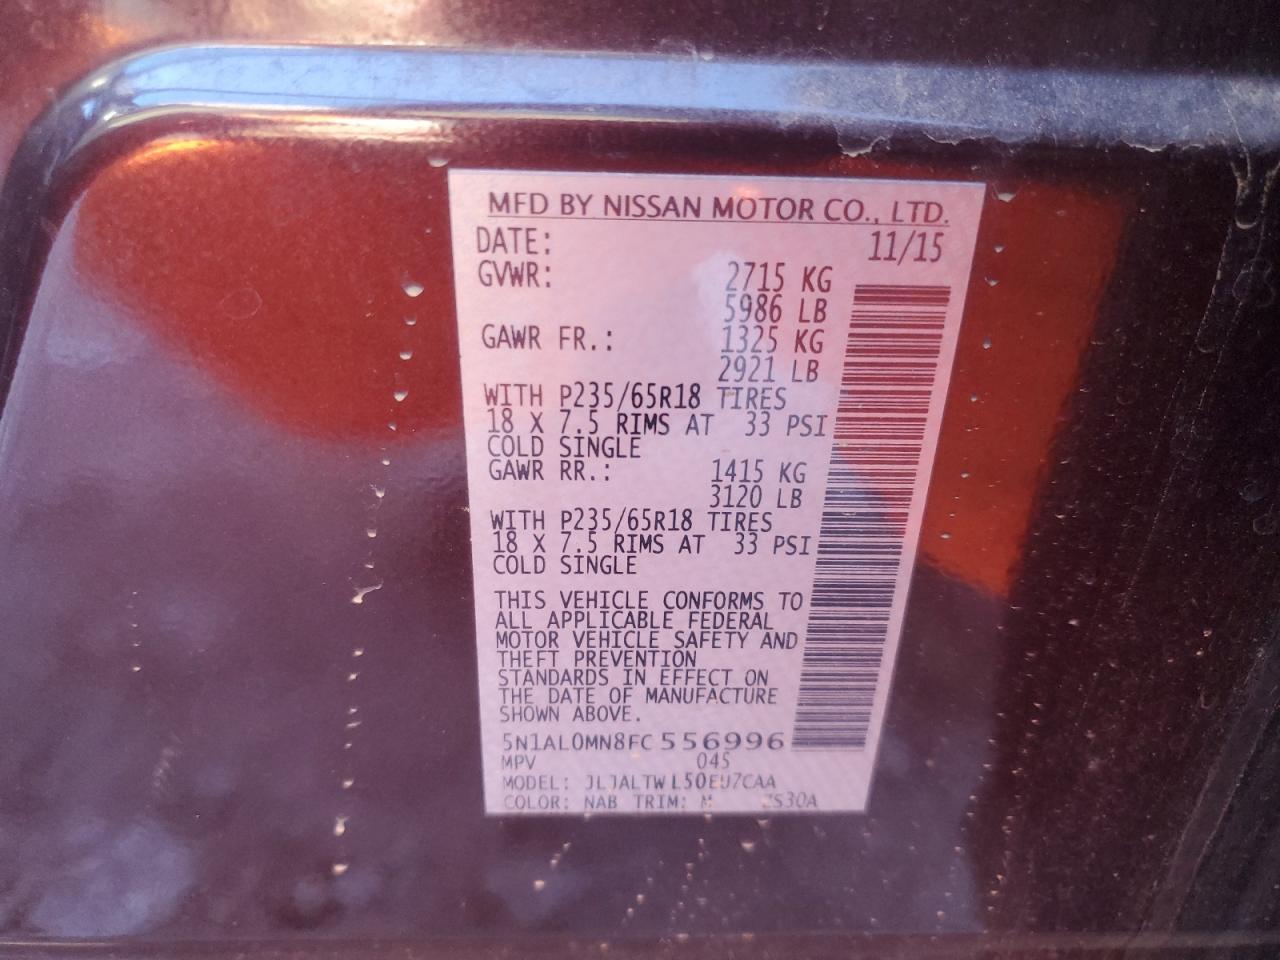 MFD BY NISSAN MOTOR CO., LTD.
DATE: 11/15
GVWR: 2715 KG
5986 LB
GAWR FR.: 1325 KG
2921 LB
WITH P235/65R18 TIRES
18 X 7.5 RIMS AT 33 PSI
COLD SINGLE
GAWR RR.: 1415 KG
3120 LB
WITH P235/65R18 TIRES
18 X 7.5 RIMS AT 33 PSI
COLD SINGLE
THIS VEHICLE CONFORMS TO
ALL APPLICABLE FEDERAL
MOTOR VEHICLE SAFETY AND
THEFT PREVENTION
STANDARDS IN EFFECT ON
THE DATE OF MANUFACTURE
SHOWN ABOVE.
5N1AL0MN8FC 556996
MPV 045
MODEL: JLJALTW L50EU7CAA
COLOR: NAB TRIM: